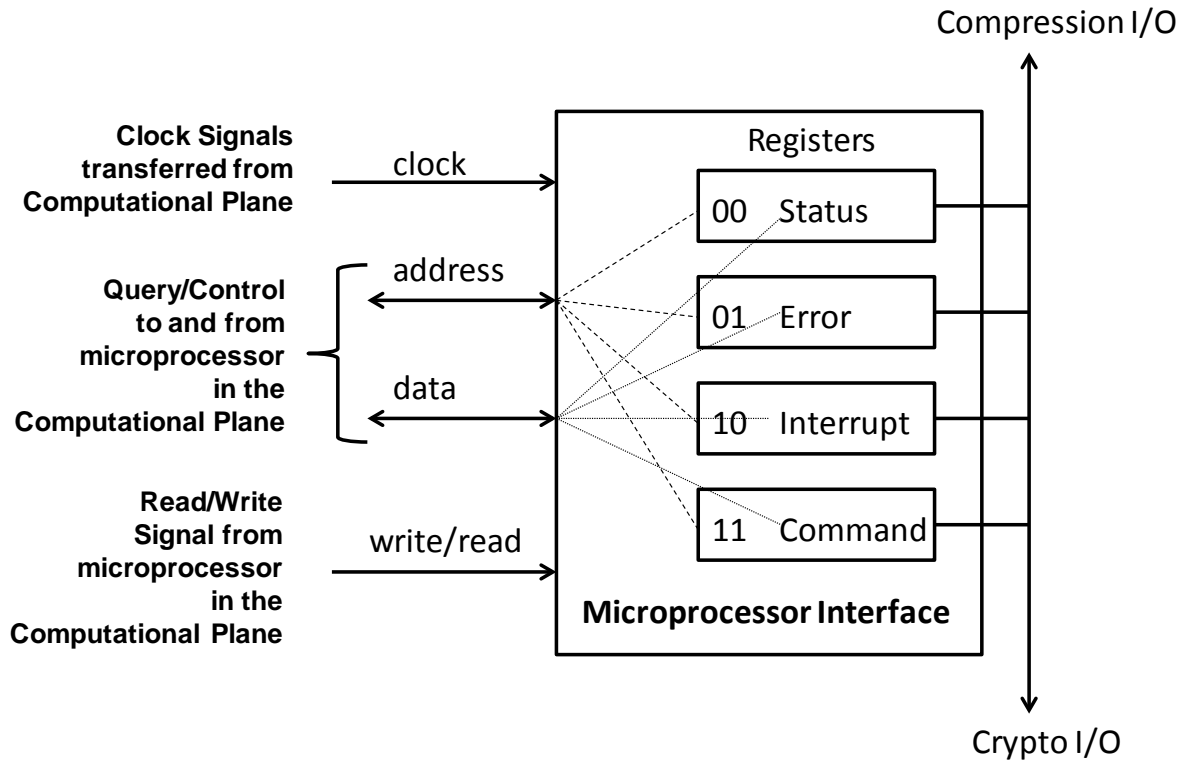 Compression I/O
Clock Signals
transferred from
Computational Plane
clock
Registers
00 Status
address
Query/Control
to and from
microprocessor
in the
Computational Plane
01 Error
data
10 Interrupt
Read/Write
Signal from
microprocessor
in the
Computational Plane
write/read
11 Command
Microprocessor Interface
Crypto I/O